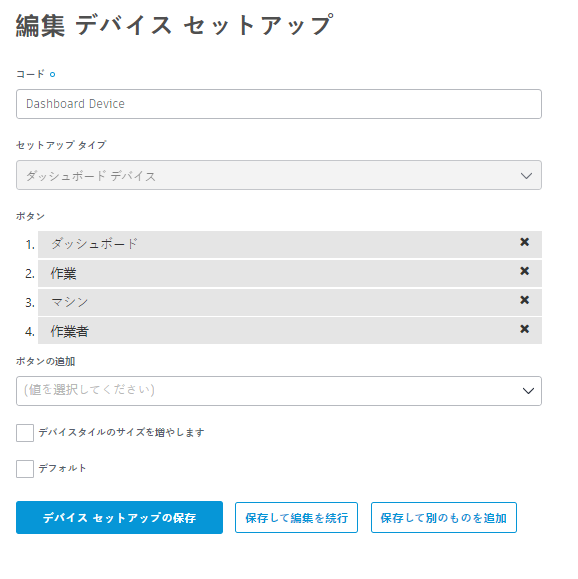 編集 デバイス セットアップ
コード
Dashboard Device
セットアップ タイプ
ダッシュボード デバイス
ボタン
1. ダッシュボード
2. 作業
3. マシン
4. 作業者
ボタンの追加
(値を選択してください)
デバイスタイルのサイズを増やします
デフォルト
デバイス セットアップの保存 保存して編集を続行 保存して別のものを追加